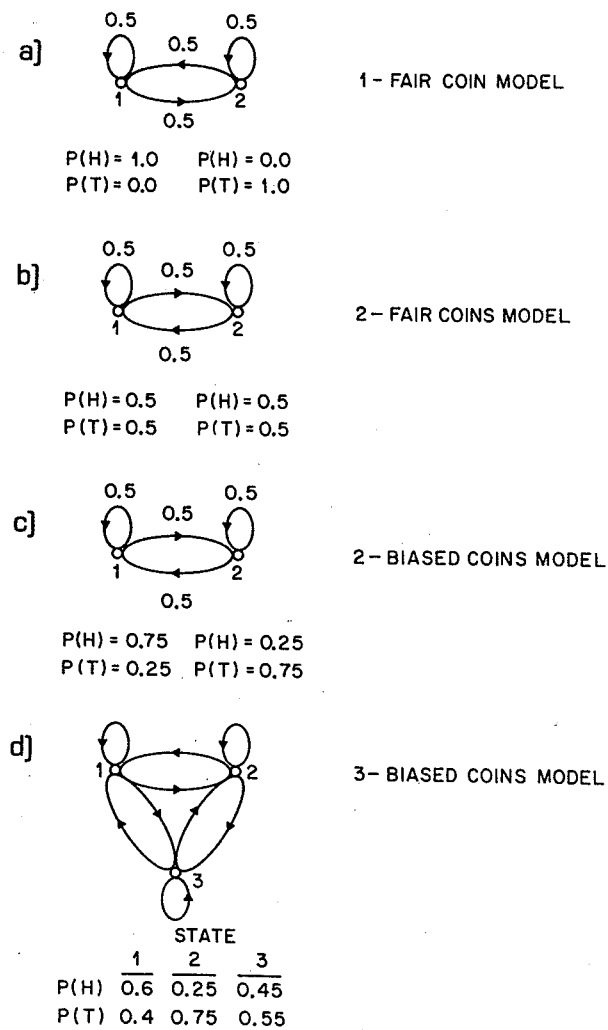 0.5 0.5
a] 0.5
1 2 1– FAIR COIN MODEL
0.5
P(H) = 1.0 P(H) = 0.0
P(T) = 0.0 P(T) = 1.0
0.5 0.5
b] 0.5
1 2 2– FAIR COINS MODEL
0.5
P(H) = 0.5 P(H) = 0.5
P(T) = 0.5 P(T) = 0.5
0.5 0.5
c] 0.5
1 2 2– BIASED COINS MODEL
0.5
P(H) = 0.75 P(H) = 0.25
P(T) = 0.25 P(T) = 0.75
d]
1 2 3– BIASED COINS MODEL
3
STATE
1 2 3
P(H) 0.6 0.25 0.45
P(T) 0.4 0.75 0.55